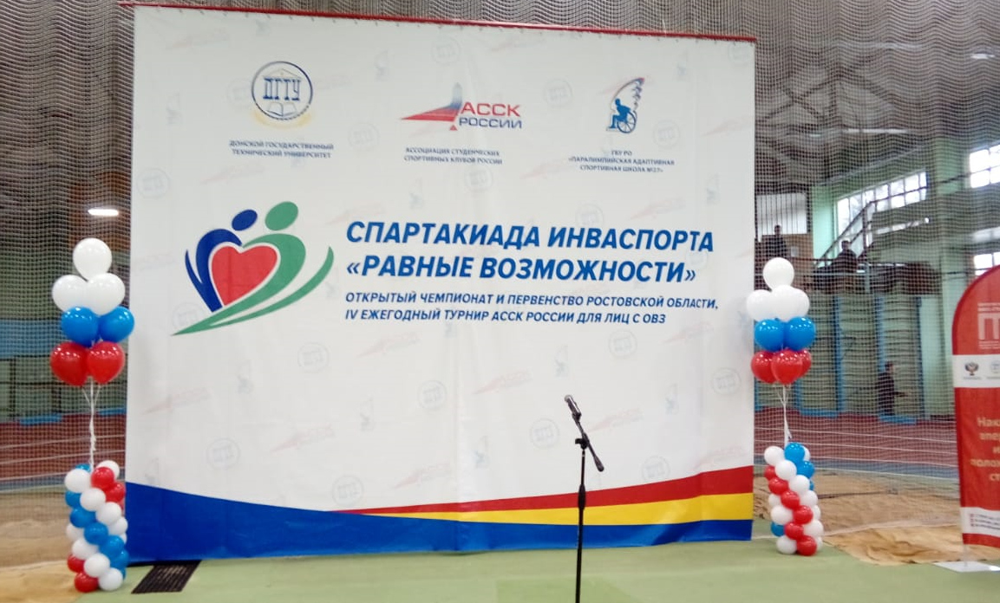 ДГТУ
ДОНСКОЙ ГОСУДАРСТВЕННЫЙ
ТЕХНИЧЕСКИЙ УНИВЕРСИТЕТ
АССК
РОССИИ
АССОЦИАЦИЯ СТУДЕНЧЕСКИХ
СПОРТИВНЫХ КЛУБОВ РОССИИ
ГБУ РО
«ПАРАЛИМПИЙСКАЯ АДАПТИВНАЯ
СПОРТИВНАЯ ШКОЛА №27»
СПАРТАКИАДА ИНВАСПОРТА
«РАВНЫЕ ВОЗМОЖНОСТИ»
ОТКРЫТЫЙ ЧЕМПИОНАТ И ПЕРВЕНСТВО РОСТОВСКОЙ ОБЛАСТИ,
IV ЕЖЕГОДНЫЙ ТУРНИР АССК РОССИИ ДЛЯ ЛИЦ С ОВЗ